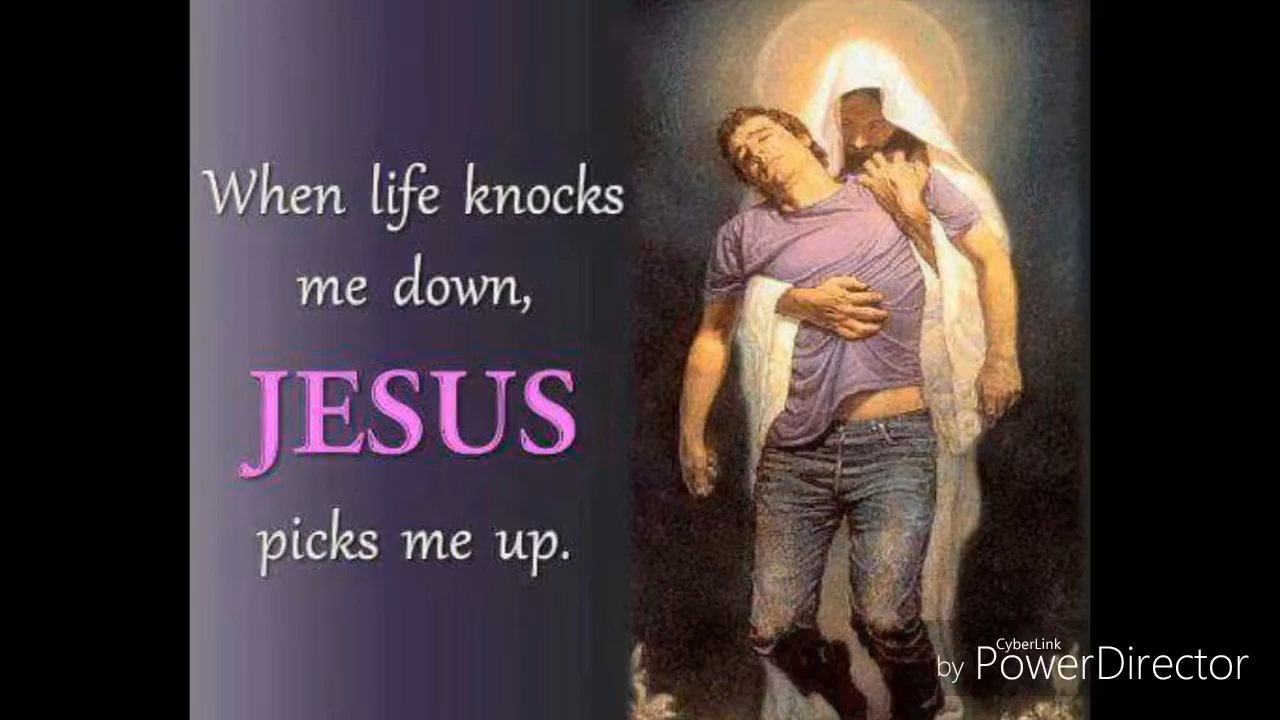 When life knocks
me down,
JESUS
picks me up.
CyberLink
by PowerDirector